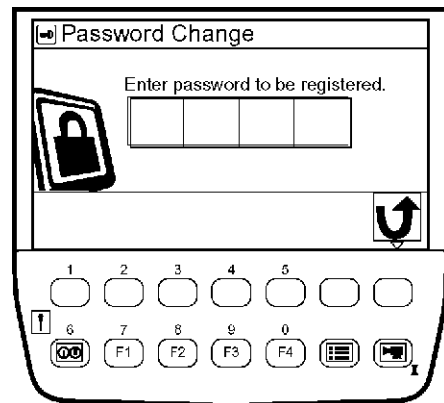 Password Change
Enter password to be registered.
1 2 3 4 5
6 7 8 9 0
F1 F2 F3 F4
I